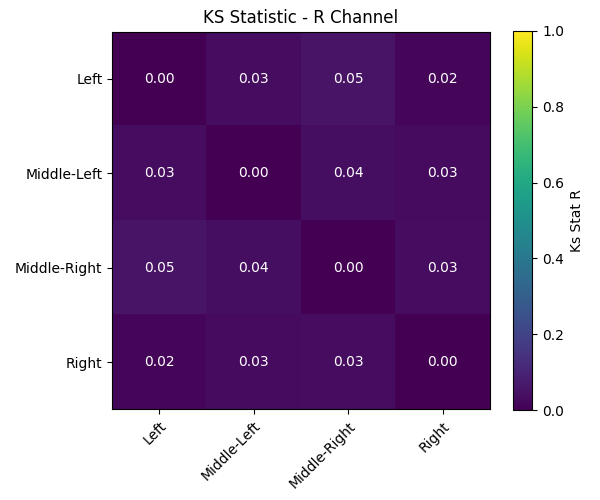 KS Statistic - R Channel
Left
0.00 0.03 0.05 0.02
Middle-Left
0.03 0.00 0.04 0.03
Middle-Right
0.05 0.04 0.00 0.03
Right
0.02 0.03 0.03 0.00
Left
Middle-Left
Middle-Right
Right
1.0
0.8
0.6
0.4
0.2
0.0
Ks Stat R